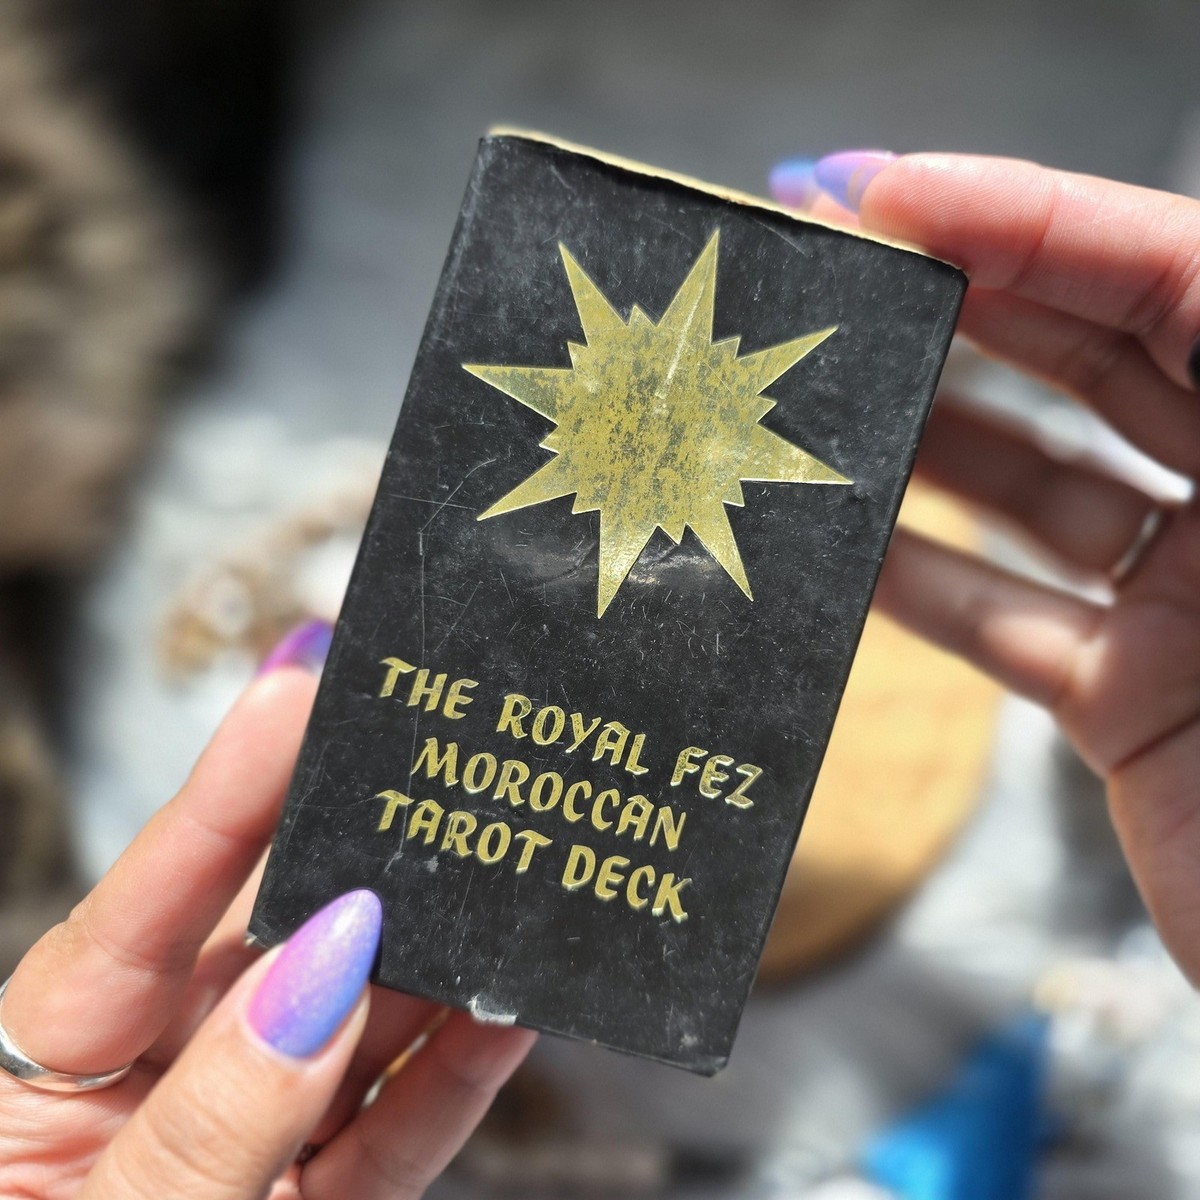 THE ROYAL FEZ
MOROCCAN
TAROT DECK